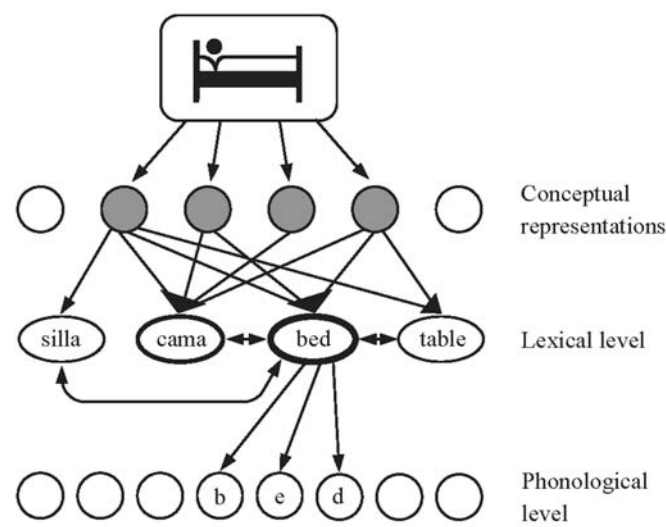 Conceptual
representations
silla
cama
bed
table
Lexical level
b
e
d
Phonological
level